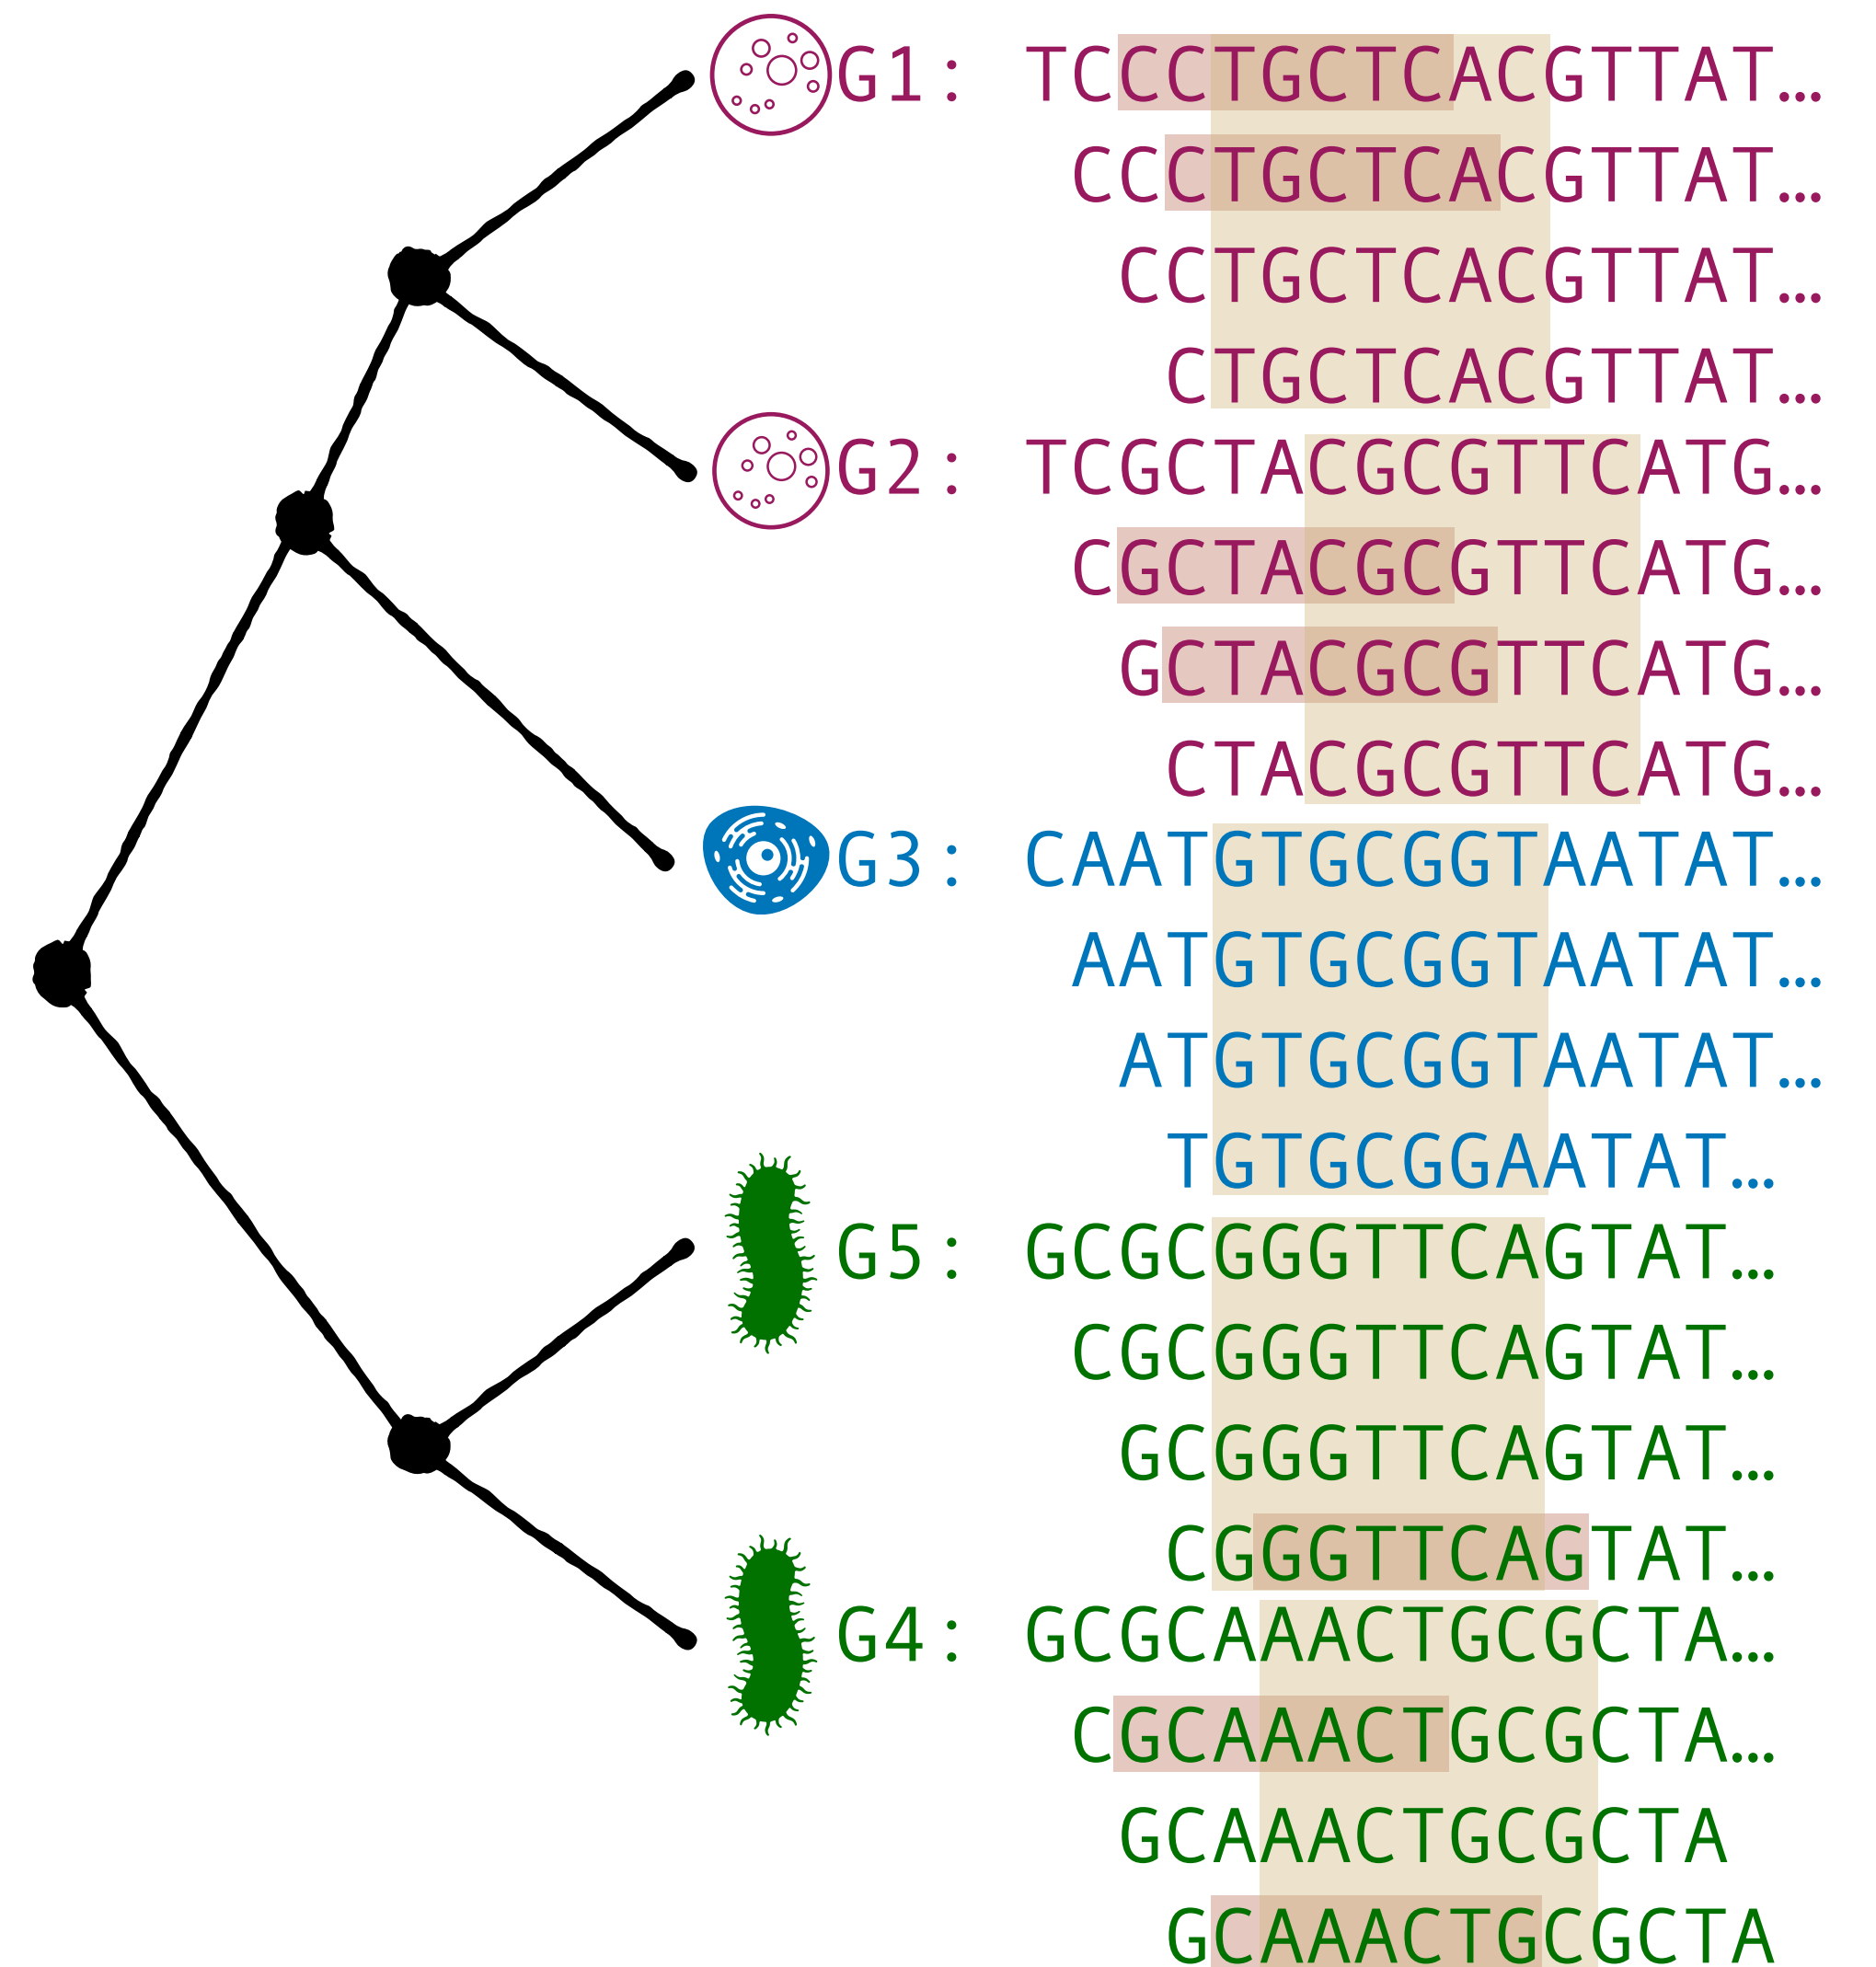 G1: TCCCTGCTCACGTTAT...
CCCTGCTCACGTTAT...
CCTGCTCACGTTAT...
CTGCTCACGTTAT...
G2: TCGCTACGCGTTCATG...
CGCTACGCGTTCATG...
GCTACGCGTTCATG...
CTACGCGTTCATG...
G3: CAATGTGCGGTAATAT...
AATGTGCGGTAATAT...
ATGTGCGGTAATAT...
TGTGCGGAATAT...
G5: GCGCGGGTTCAGTAT...
CGCGGGTTCAGTAT...
GCGGGTTCAGTAT...
CGGGTTCAGTAT...
G4: GCGCAAACTGCGCTA...
CGCAAACTGCGCTA...
GCAAACTGCGCTA
GCAAACTGCGCTA